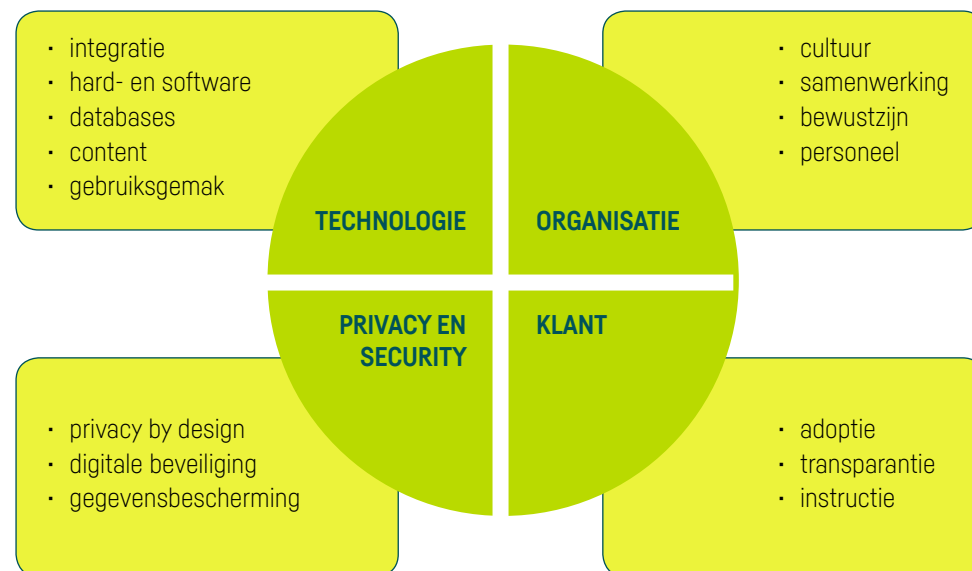 · integratie
· hard- en software
· databases
· content
· gebruiksgemak
· cultuur
· samenwerking
· bewustzijn
· personeel
TECHNOLOGIE
ORGANISATIE
PRIVACY EN
SECURITY
KLANT
· privacy by design
· digitale beveiliging
· gegevensbescherming
· adoptie
· transparantie
· instructie